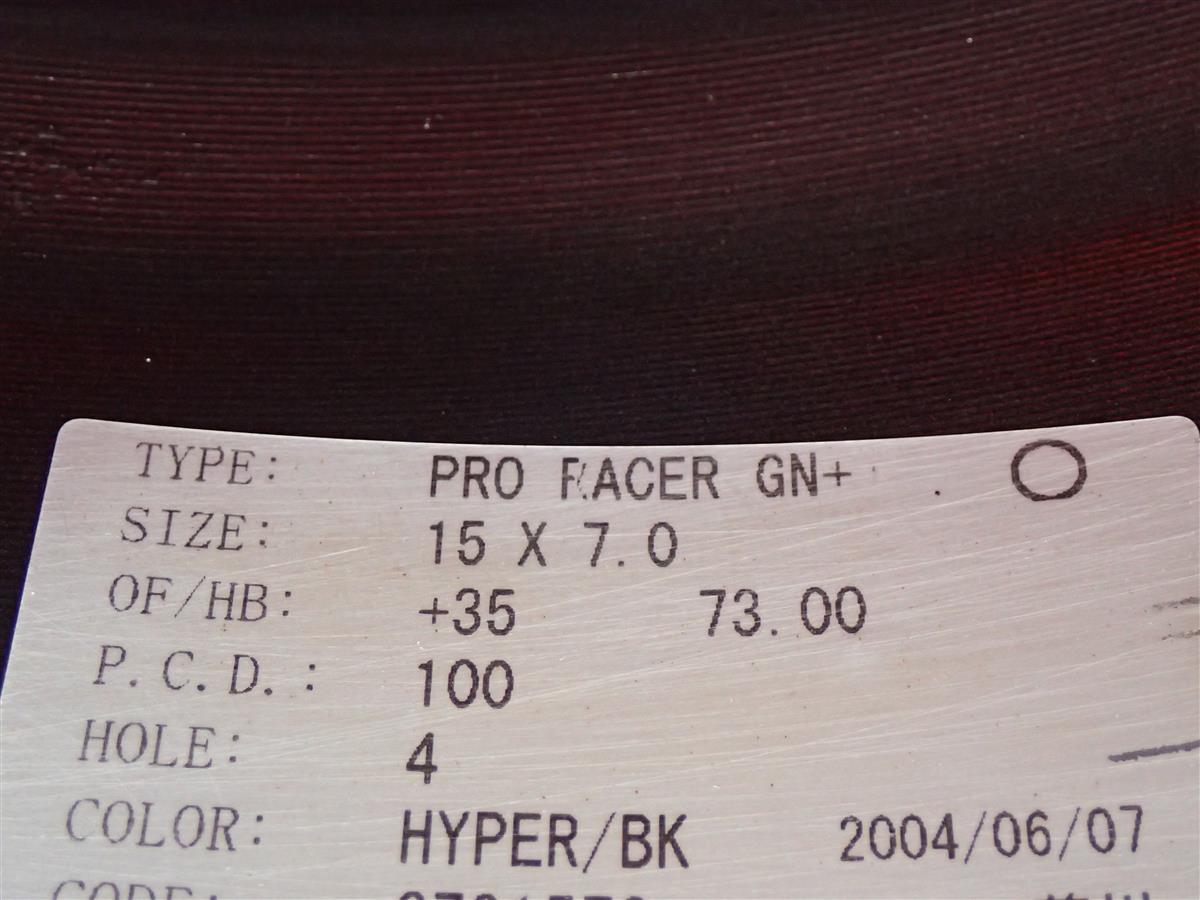 TYPE: PRO RACER GN+ O
SIZE: 15 X 7.0
OF/HB: +35 73.00
P.C.D.: 100
HOLE: 4
COLOR: HYPER/BK 2004/06/07
CODE: